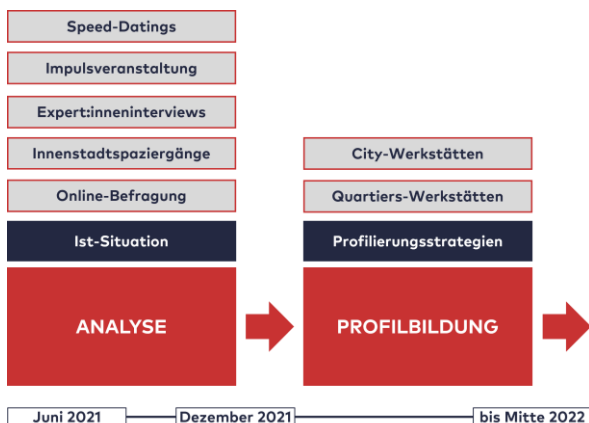 Speed-Datings
Impulsveranstaltung
Expert:inneninterviews
Innenstadtspaziergänge
Online-Befragung
Ist-Situation
ANALYSE
City-Werkstätten
Quartiers-Werkstätten
Profilierungsstrategien
PROFILBILDUNG
Juni 2021
Dezember 2021
bis Mitte 2022